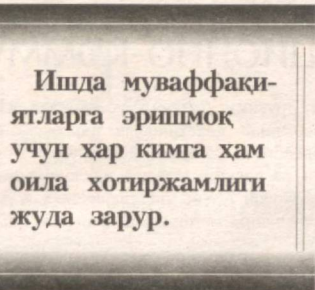 Ишда муваффақи-
ятларга эришмоқ
учун ҳар кимга ҳам
оила хотиржамлиги
жуда зарур.